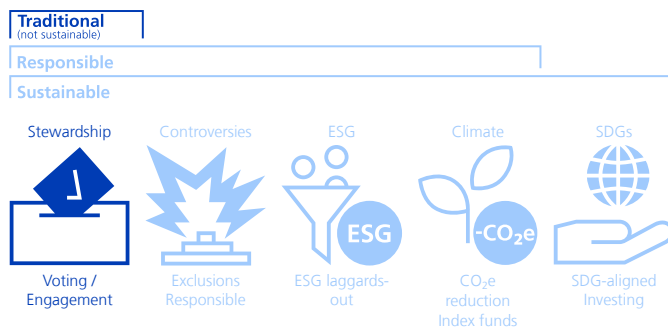 Traditional
(not sustainable)
Responsible
Sustainable
Stewardship
Controversies
ESG
Climate
SDGs
ESG
-CO₂e
Voting /
Engagement
Exclusions
Responsible
ESG laggards-
out
CO₂e
reduction
Index funds
SDG-aligned
Investing